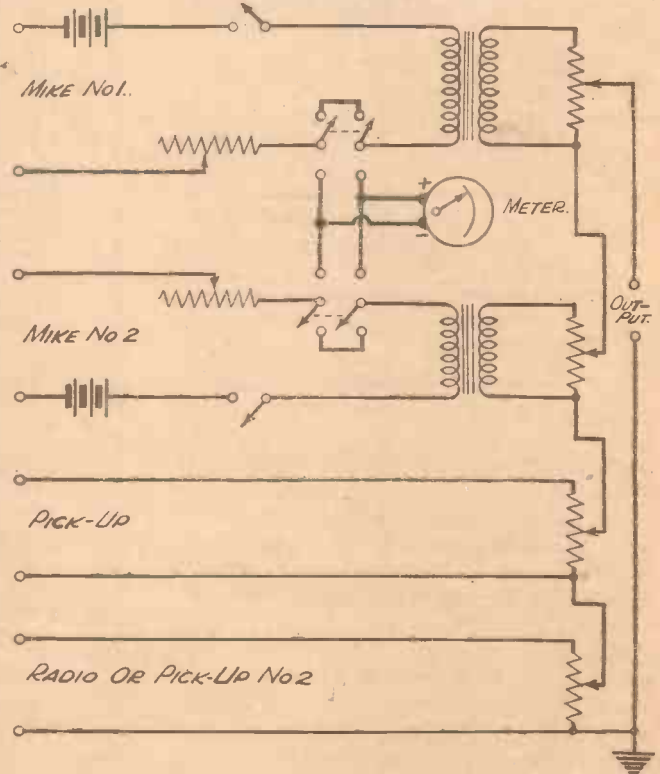 MIKE No1..
+
METER.
-
MIKE No 2
OUT-
PUT.
PICK-UP
RADIO OR PICK-UP No2